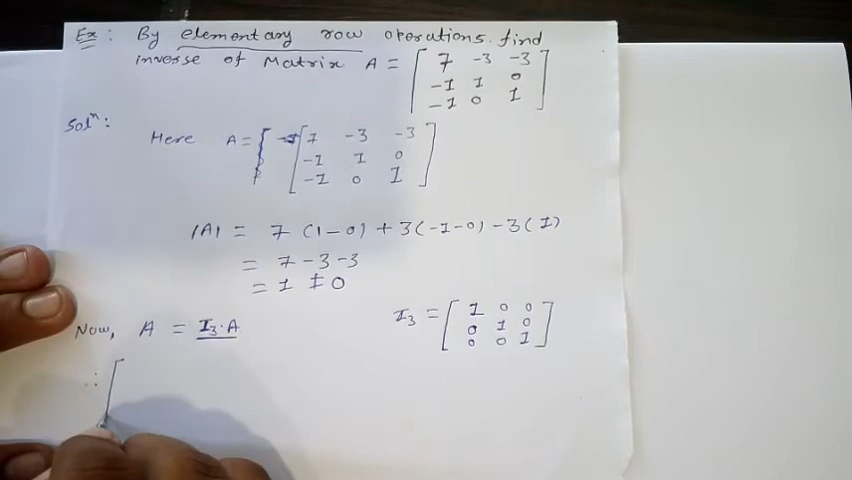 Ex: By elementary row operations find
inverse of Matrix A = [ 7 -3 -3
-1 1 0
-1 0 1 ]
Solⁿ:
Here A = [ 7 -3 -3
-1 1 0
-1 0 1 ]
|A| = 7 (1-0) + 3(-1-0) - 3(1)
= 7 - 3 - 3
= 1 ≠ 0
Now, A = I₃·A I₃ = [ 1 0 0
0 1 0
0 0 1 ]
∴ [